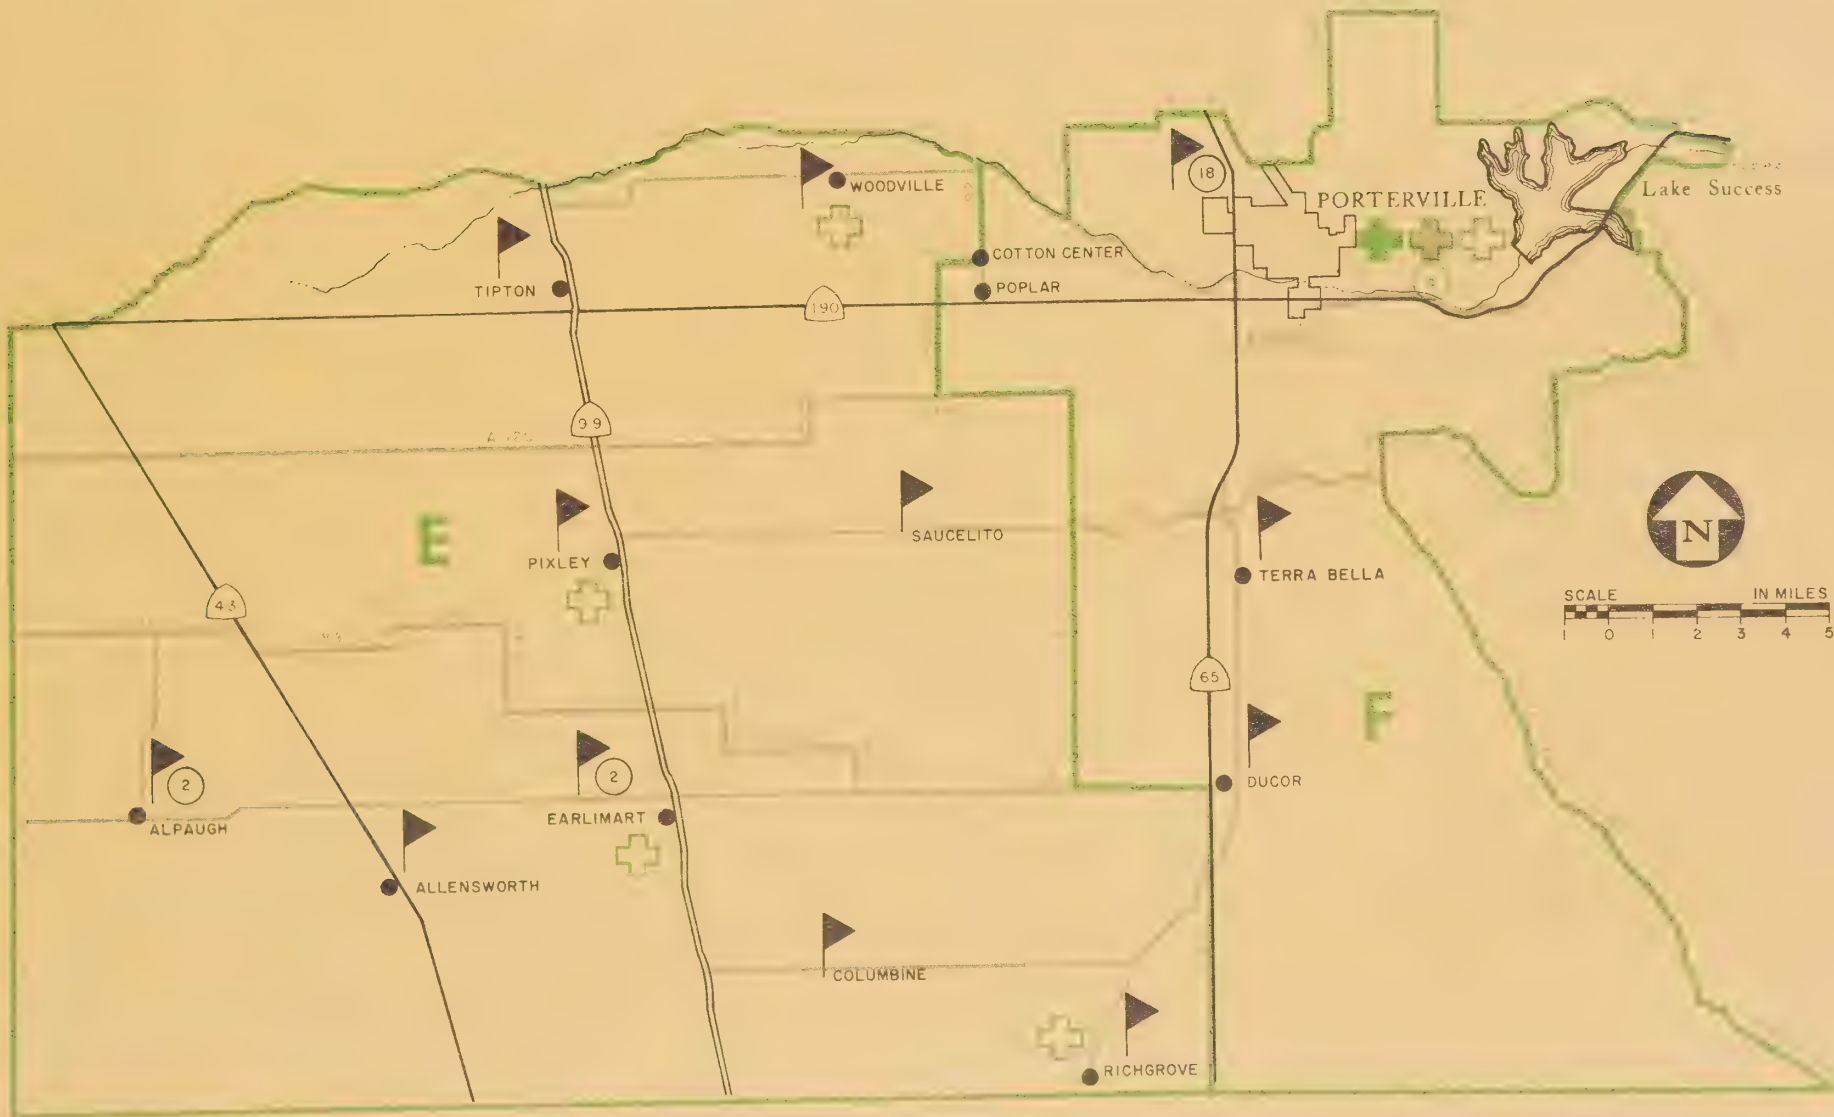 18
WOODVILLE
PORTERVILLE
Lake Success
COTTON CENTER
TIPTON
POPLAR
190
99
E
SAUCELITO
PIXLEY
N
TERRA BELLA
SCALE IN MILES
1 0 1 2 3 4 5
43
65
F
2
2
DUCOR
EARLIMART
ALPAUGH
ALLENSWORTH
COLUMBINE
RICHGROVE